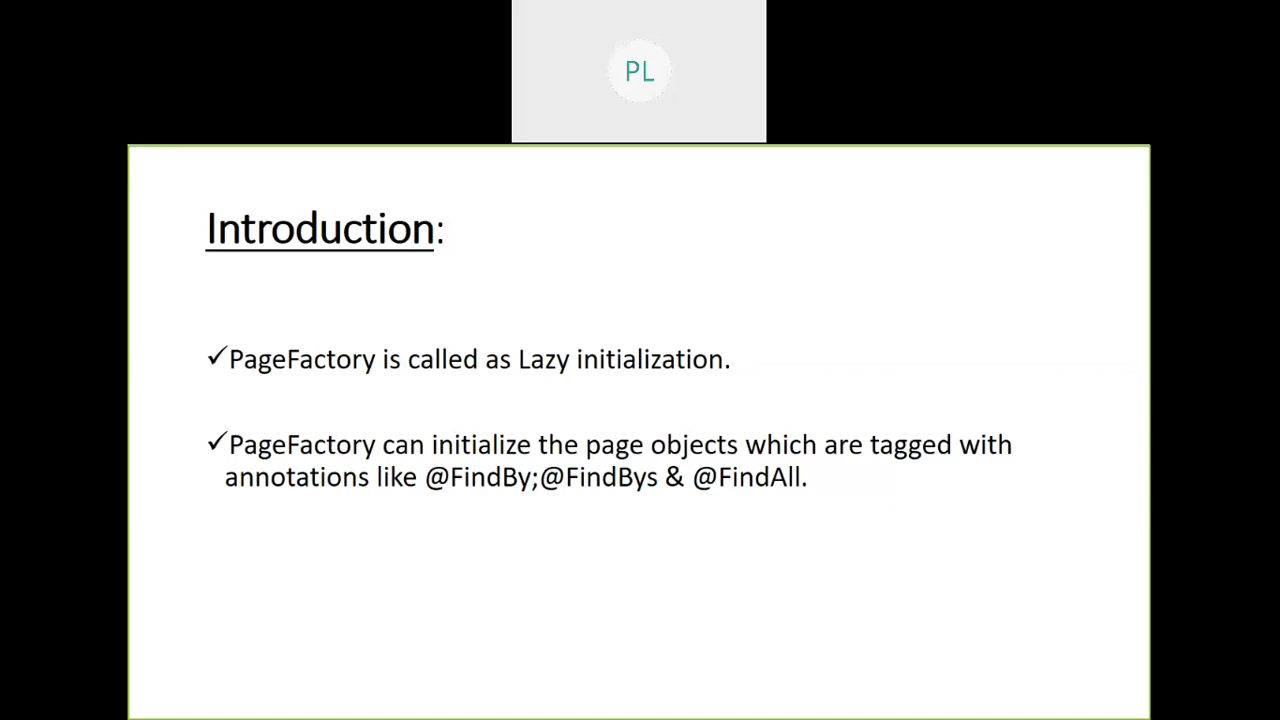 PL
Introduction:
✓PageFactory is called as Lazy initialization.
✓PageFactory can initialize the page objects which are tagged with
annotations like @FindBy;@FindBys & @FindAll.